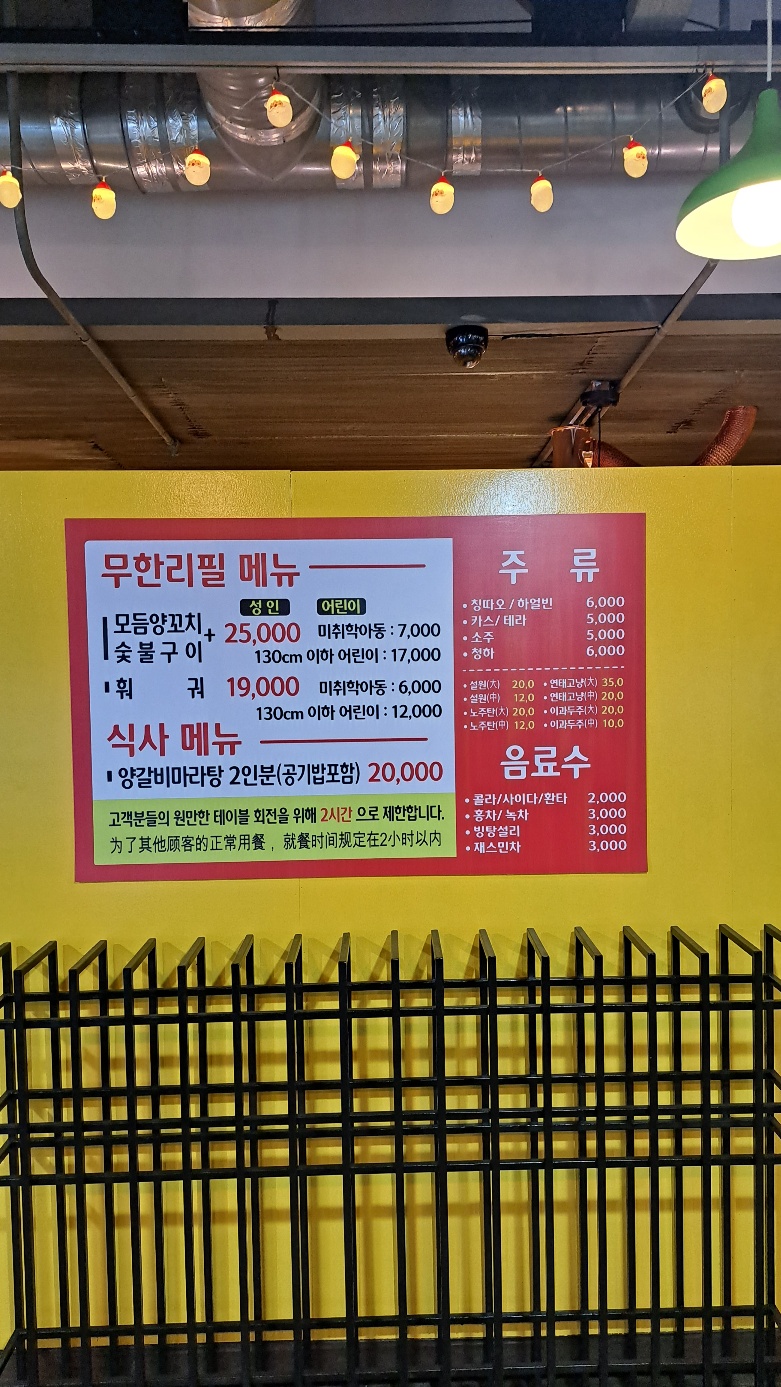 무한리필 메뉴
성인 어린이
모듬양꼬치
숯불구이
+ 25,000 미취학아동 : 7,000
130cm 이하 어린이 : 17,000
훠 궈 19,000 미취학아동 : 6,000
130cm 이하 어린이 : 12,000
식사 메뉴
양갈비마라탕 2인분(공기밥포함) 20,000
고객분들의 원만한 테이블 회전을 위해 2시간 으로 제한합니다.
为了其他顾客的正常用餐，就餐时间规定在2小时以内
주 류
• 칭따오 / 하얼빈 6,000
• 카스/ 테라 5,000
• 소주 5,000
• 청하 6,000
• 설원(大) 20,0 • 연태고냥(大) 35,0
• 설원(中) 12,0 • 연태고냥(中) 20,0
• 노주탄(大) 20,0 • 이과두주(大) 20,0
• 노주탄(中) 12,0 • 이과두주(中) 10,0
음료수
• 콜라/사이다/환타 2,000
• 홍차/ 녹차 3,000
• 빙탕설리 3,000
• 재스민차 3,000